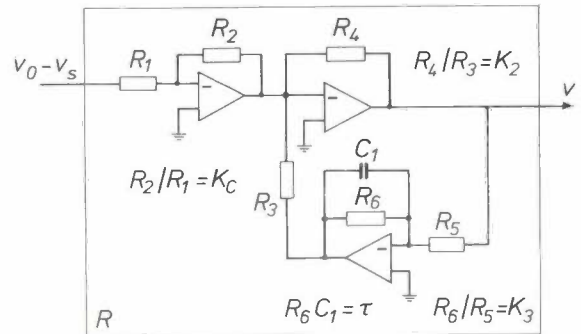 R2
R4
v0-vs
R1
R4/R3=K2
v
C1
R2/R1=KC
R3
R6
R5
R
R6C1=τ
R6/R5=K3